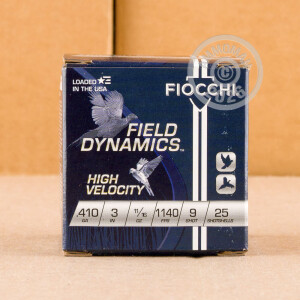 LOADED
IN THE USA
FIOCCHI
FIELD
DYNAMICS
HIGH
VELOCITY
.410 3 11/16 1140 9 25
GA IN OZ FPS SHOT SHOTSHELLS